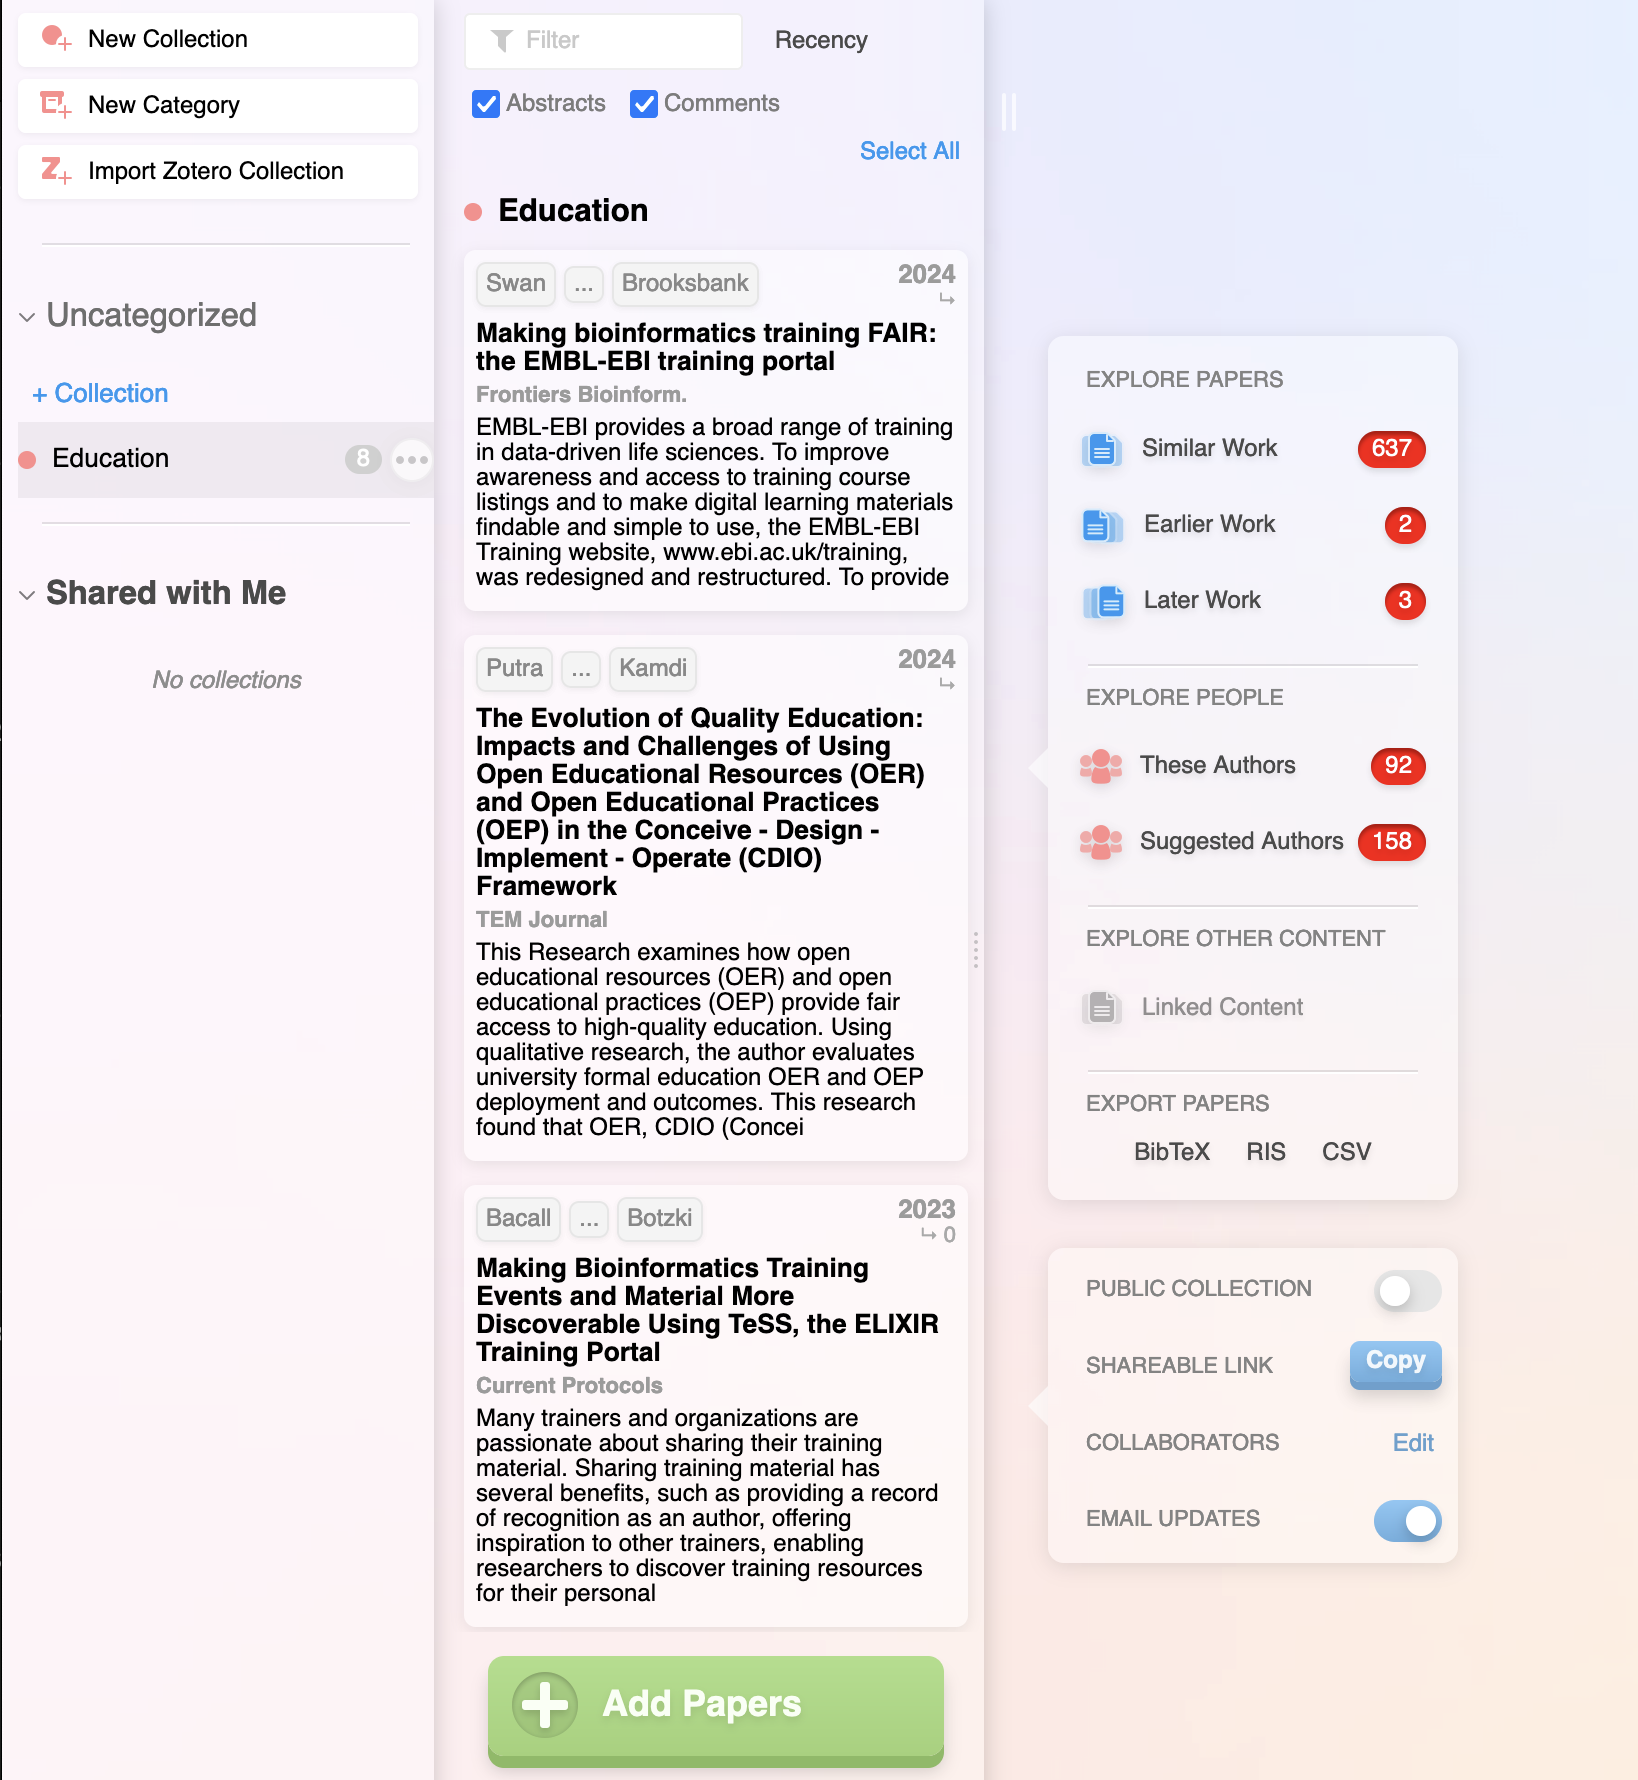 New Collection
New Category
Import Zotero Collection
Uncategorized
+ Collection
Education 8
Shared with Me
No collections
Filter
Recency
Abstracts Comments
Select All
Education
Swan ... Brooksbank 2024
Making bioinformatics training FAIR:
the EMBL-EBI training portal
Frontiers Bioinform.
EMBL-EBI provides a broad range of training
in data-driven life sciences. To improve
awareness and access to training course
listings and to make digital learning materials
findable and simple to use, the EMBL-EBI
Training website, www.ebi.ac.uk/training,
was redesigned and restructured. To provide
Putra ... Kamdi 2024
The Evolution of Quality Education:
Impacts and Challenges of Using
Open Educational Resources (OER)
and Open Educational Practices
(OEP) in the Conceive - Design -
Implement - Operate (CDIO)
Framework
TEM Journal
This Research examines how open
educational resources (OER) and open
educational practices (OEP) provide fair
access to high-quality education. Using
qualitative research, the author evaluates
university formal education OER and OEP
deployment and outcomes. This research
found that OER, CDIO (Concei
Bacall ... Botzki 2023
0
Making Bioinformatics Training
Events and Material More
Discoverable Using TeSS, the ELIXIR
Training Portal
Current Protocols
Many trainers and organizations are
passionate about sharing their training
material. Sharing training material has
several benefits, such as providing a record
of recognition as an author, offering
inspiration to other trainers, enabling
researchers to discover training resources
for their personal
Add Papers
EXPLORE PAPERS
Similar Work 637
Earlier Work 2
Later Work 3
EXPLORE PEOPLE
These Authors 92
Suggested Authors 158
EXPLORE OTHER CONTENT
Linked Content
EXPORT PAPERS
BibTeX RIS CSV
PUBLIC COLLECTION
SHAREABLE LINK Copy
COLLABORATORS Edit
EMAIL UPDATES